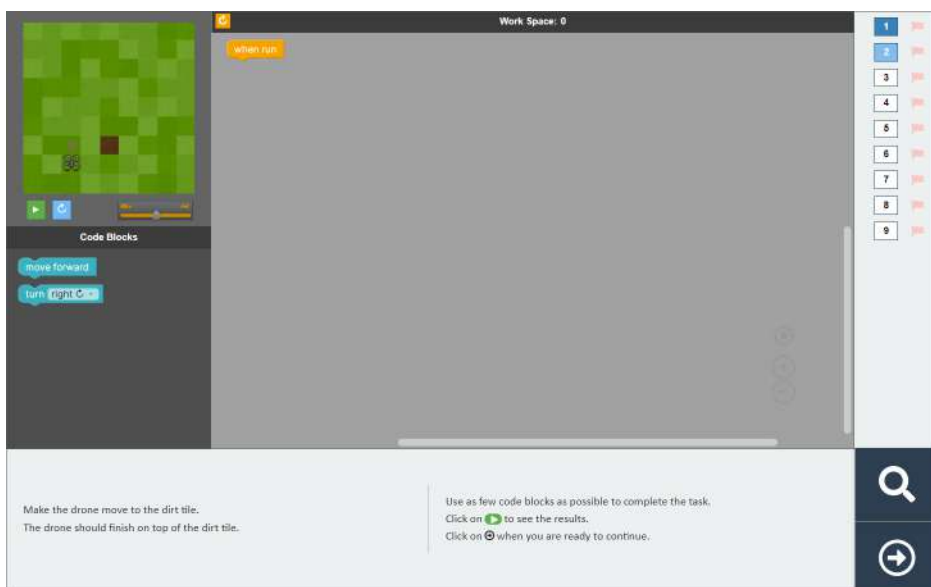 Work Space: 0
when run
Code Blocks
move forward
turn right
1
2
3
4
5
6
7
8
9
Make the drone move to the dirt tile.
The drone should finish on top of the dirt tile.
Use as few code blocks as possible to complete the task.
Click on to see the results.
Click on when you are ready to continue.